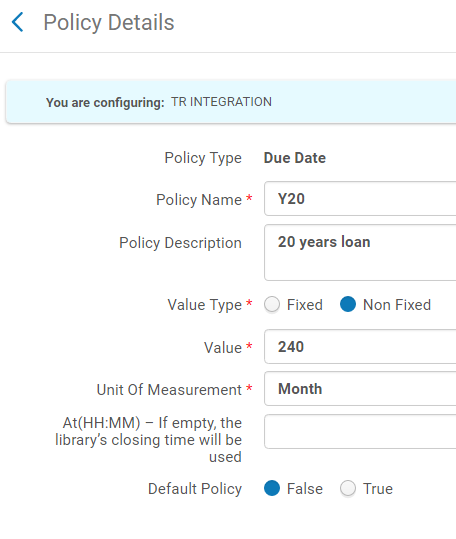 Policy Details
You are configuring: TR INTEGRATION
Policy Type Due Date
Policy Name * Y20
Policy Description 20 years loan
Value Type * Fixed Non Fixed
Value * 240
Unit Of Measurement * Month
At(HH:MM) – If empty, the
library's closing time will be
used
Default Policy False True